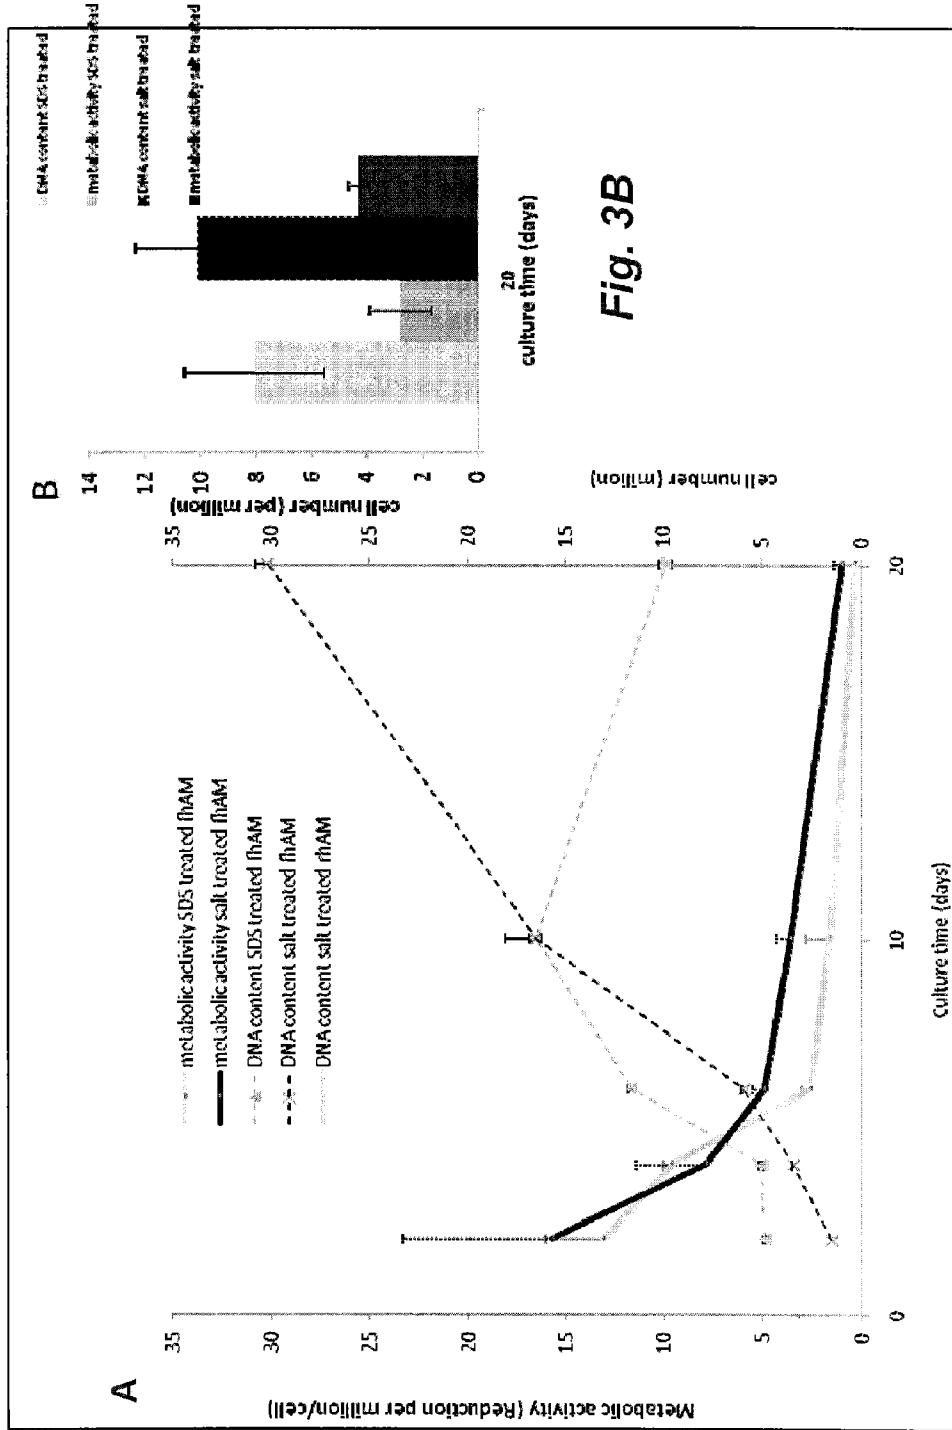 A
Metabolic activity (Reduction per million/cell)
35
30
25
20
15
10
5
0
metabolic activity SDS treated fhAM
metabolic activity salt treated fhAM
DNA content SDS treated fhAM
DNA content salt treated fhAM
DNA content salt treated rhAM
35
30
25
20
15
10
5
0
cell number (million)
0
10
20
Culture time (days)
B
cell number (per million)
14
12
10
8
6
4
2
0
20
culture time (days)
DNA content SDS treated
metabolic activity SDS treated
DNA content salt treated
metabolic activity salt treated
Fig. 3B